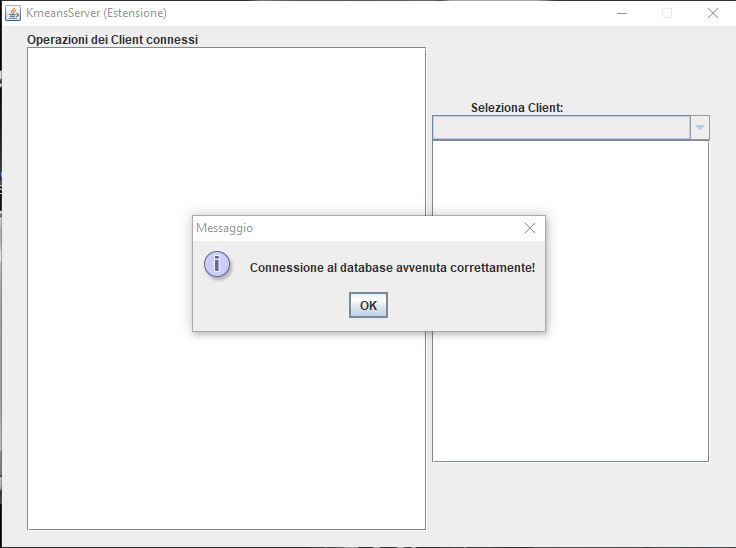 KmeansServer (Estensione)
Operazioni dei Client connessi
Seleziona Client:
Messaggio
i
Connessione al database avvenuta correttamente!
OK